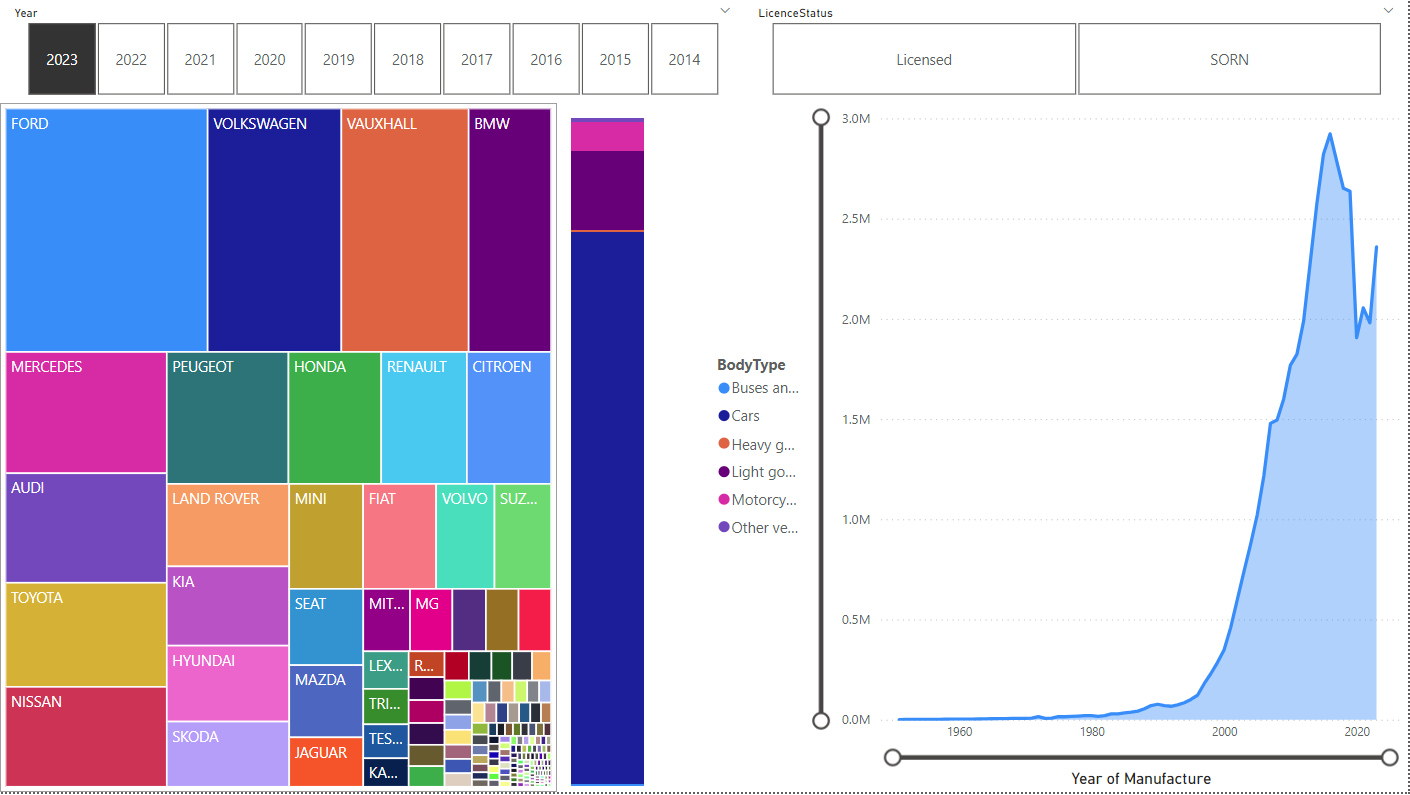 Year
LicenceStatus
2023
2022
2021
2020
2019
2018
2017
2016
2015
2014
Licensed
SORN
FORD
VOLKSWAGEN
VAUXHALL
BMW
MERCEDES
PEUGEOT
HONDA
RENAULT
CITROEN
AUDI
LAND ROVER
MINI
FIAT
VOLVO
SUZ...
TOYOTA
KIA
SEAT
MIT...
MG
NISSAN
HYUNDAI
MAZDA
LEX...
R...
TRI...
SKODA
JAGUAR
TES...
KA...
BodyType
Buses an...
Cars
Heavy g...
Light go...
Motorcy...
Other ve...
3.0M
2.5M
2.0M
1.5M
1.0M
0.5M
0.0M
1960
1980
2000
2020
Year of Manufacture